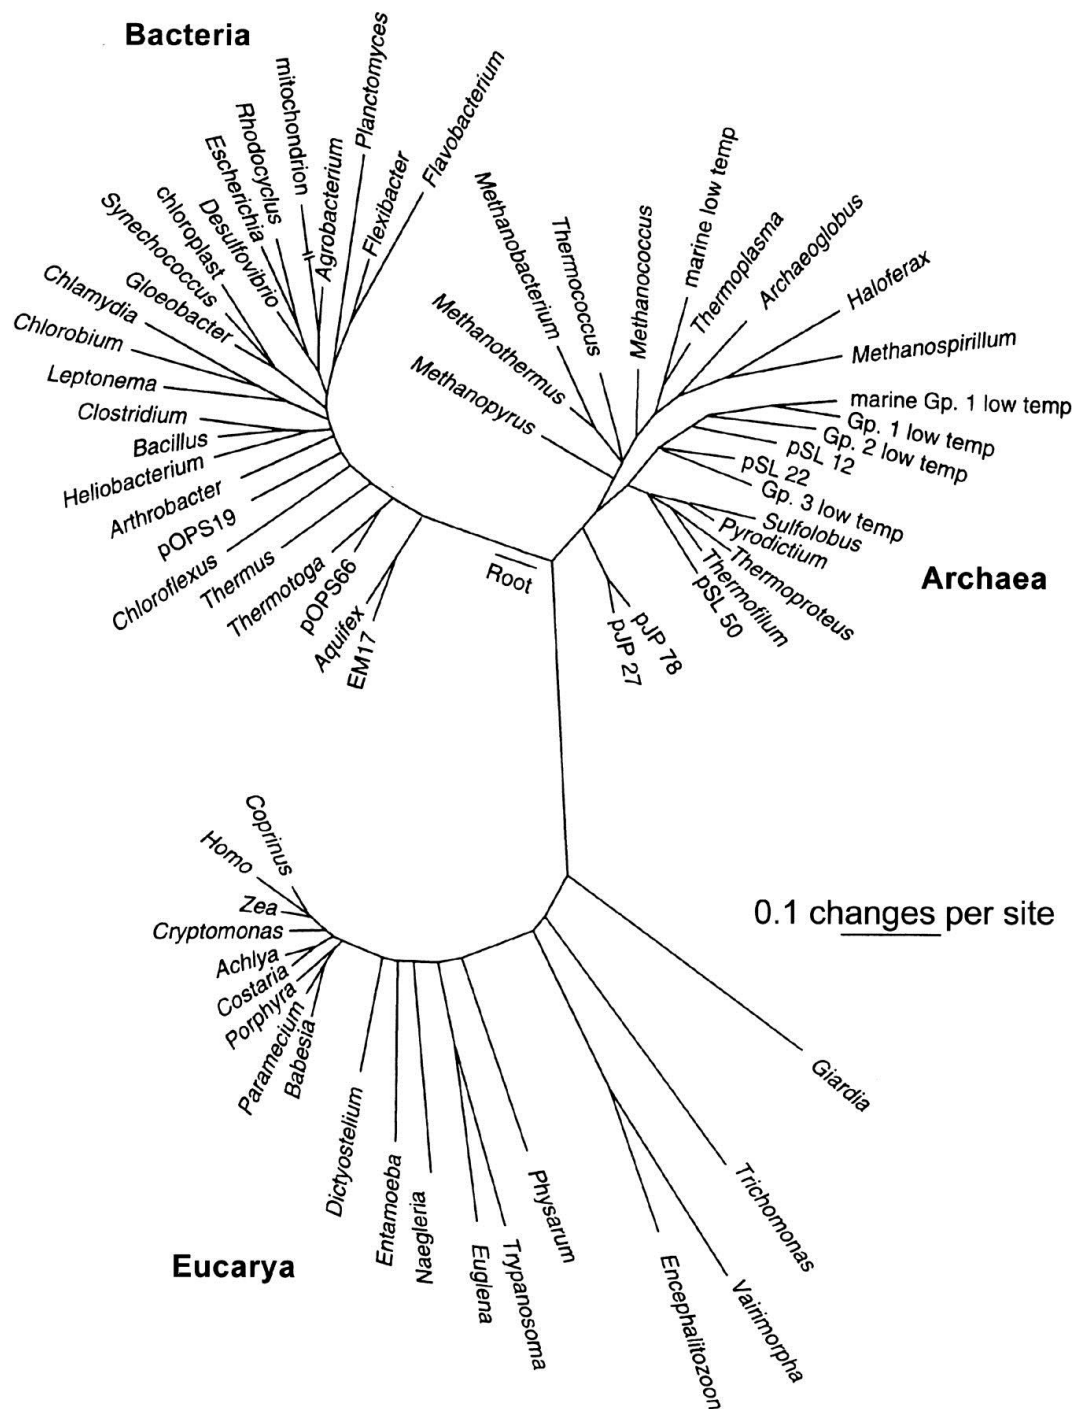 Bacteria
mitochondrion
Planctomyces
Rhodocyclus
Escherichia
Agrobacterium
Flexibacter
Flavobacterium
chloroplast
Desulfovibrio
Synechococcus
Gloeobacter
Chlamydia
Chlorobium
Leptonema
Clostridium
Bacillus
Heliobacterium
Arthrobacter
pOPS19
Chloroflexus
Thermus
Thermotoga
pOPS66
Aquifex
EM17
Root
Methanopyrus
Methanothermus
Methanobacterium
Thermococcus
Methanococcus
marine low temp
Thermoplasma
Archaeoglobus
Haloferax
Methanospirillum
marine Gp. 1 low temp
Gp. 1 low temp
Gp. 2 low temp
pSL 12
pSL 22
Gp. 3 low temp
Sulfolobus
Pyrodictium
Thermoproteus
Thermofilum
pSL 50
pJP 78
pJP 27
Archaea
Coprinus
Homo
Zea
Cryptomonas
Achlya
Costaria
Porphyra
Paramecium
Babesia
Dictyostelium
Entamoeba
Naegleria
Euglena
Trypanosoma
Physarum
Encephalitozoon
Vairimorpha
Trichomonas
Giardia
0.1 changes per site
Eucarya